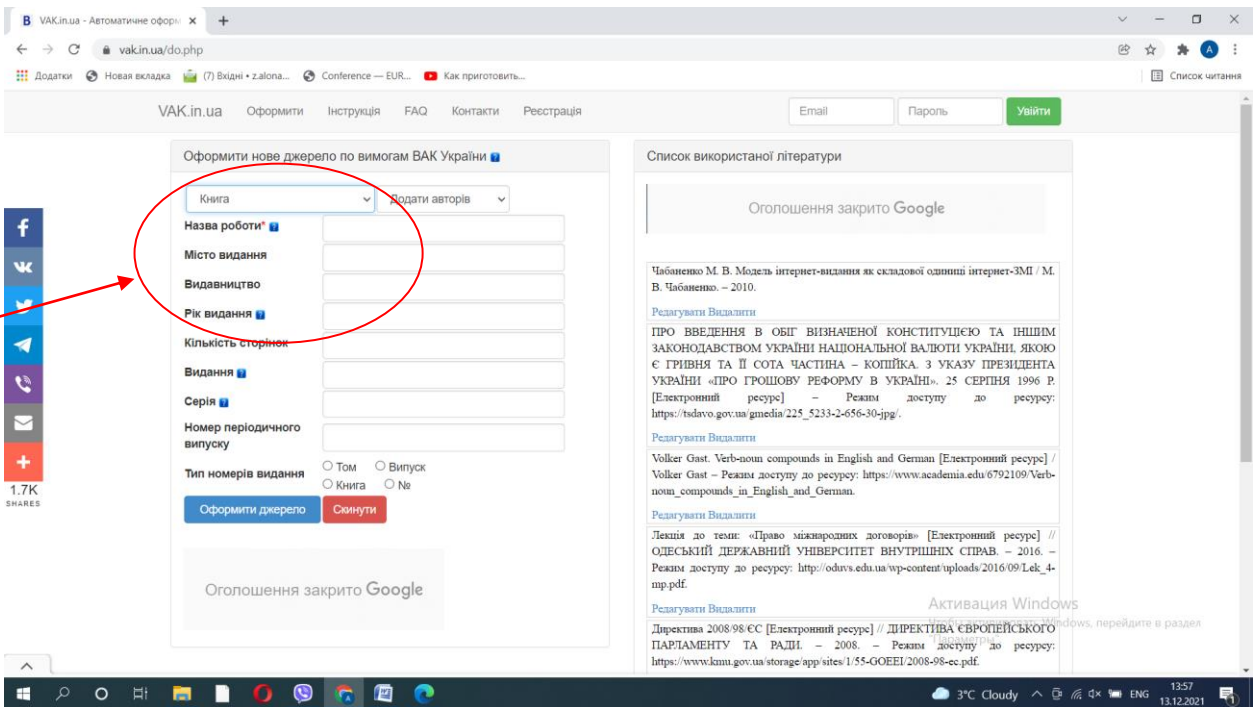 VAK.in.ua - Автоматичне оформ
vak.in.ua/do.php
Додатки Новая вкладка (7) Вхідні • z.alona... Conference — EUR... Как приготовить... Список читання
VAK.in.ua Оформити Інструкція FAQ Контакти Реєстрація Email Пароль Увійти
Оформити нове джерело по вимогам ВАК України ?
Книга Додати авторів
Назва роботи* ?
Місто видання
Видавництво
Рік видання ?
Кількість сторінок
Видання ?
Серія ?
Номер періодичного
випуску
Тип номерів видання
Том Випуск
Книга №
Оформити джерело Скинути
Оголошення закрито Google
1.7K
SHARES
Список використаної літератури
Оголошення закрито Google
Чабаненко М. В. Модель інтернет-видання як складової одиниці інтернет-ЗМІ / М.
В. Чабаненко. – 2010.
Редагувати Видалити
ПРО ВВЕДЕННЯ В ОБІГ ВИЗНАЧЕНОЇ КОНСТИТУЦІЄЮ ТА ІНШИМ
ЗАКОНОДАВСТВОМ УКРАЇНИ НАЦІОНАЛЬНОЇ ВАЛЮТИ УКРАЇНИ, ЯКОЮ
Є ГРИВНЯ ТА ЇЇ СОТА ЧАСТИНА – КОПІЙКА. З УКАЗУ ПРЕЗИДЕНТА
УКРАЇНИ «ПРО ГРОШОВУ РЕФОРМУ В УКРАЇНІ». 25 СЕРПНЯ 1996 Р.
[Електронний ресурс] – Режим доступу до ресурсу:
https://tsdavo.gov.ua/gmedia/225_5233-2-656-30-jpg/.
Редагувати Видалити
Volker Gast. Verb-noun compounds in English and German [Електронний ресурс] /
Volker Gast – Режим доступу до ресурсу: https://www.academia.edu/6792109/Verb-
noun_compounds_in_English_and_German.
Редагувати Видалити
Лекція до теми: «Право міжнародних договорів» [Електронний ресурс] //
ОДЕСЬКИЙ ДЕРЖАВНИЙ УНІВЕРСИТЕТ ВНУТРІШНІХ СПРАВ. – 2016. –
Режим доступу до ресурсу: http://oduvs.edu.ua/wp-content/uploads/2016/09/Lek_4-
mp.pdf.
Редагувати Видалити
Директива 2008/98/ЄС [Електронний ресурс] // ДИРЕКТИВА ЄВРОПЕЙСЬКОГО
ПАРЛАМЕНТУ ТА РАДИ. – 2008. – Режим доступу до ресурсу:
https://www.kmu.gov.ua/storage/app/sites/1/55-GOEEI/2008-98-ec.pdf.
Активация Windows
Windows, перейдите в раздел
3°C Cloudy ENG 13:57
13.12.2021